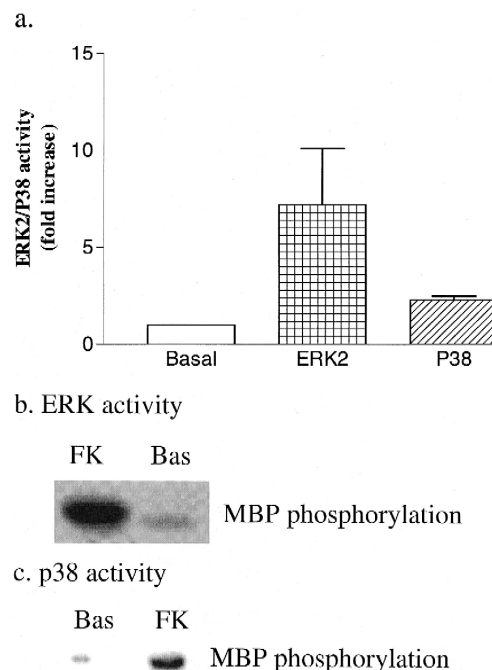 a.
15
10
5
0
ERK2/P38 activity
(fold increase)
Basal ERK2 P38
b. ERK activity
FK Bas
MBP phosphorylation
c. p38 activity
Bas FK
MBP phosphorylation